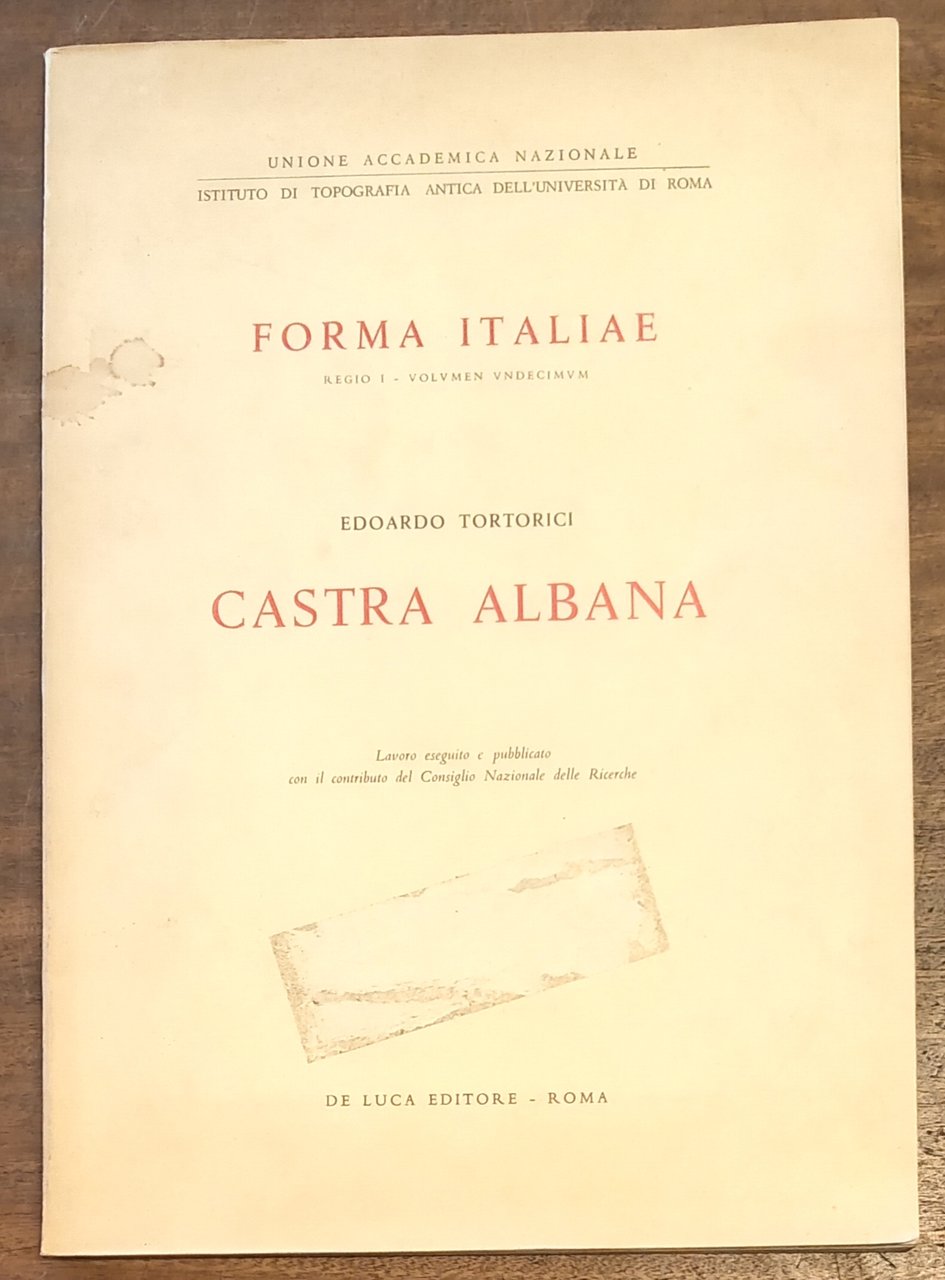 UNIONE ACCADEMICA NAZIONALE
ISTITUTO DI TOPOGRAFIA ANTICA DELL'UNIVERSITÀ DI ROMA
FORMA ITALIAE
REGIO I - VOLVMEN VNDECIMVM
EDOARDO TORTORICI
CASTRA ALBANA
Lavoro eseguito e pubblicato
con il contributo del Consiglio Nazionale delle Ricerche
DE LUCA EDITORE - ROMA